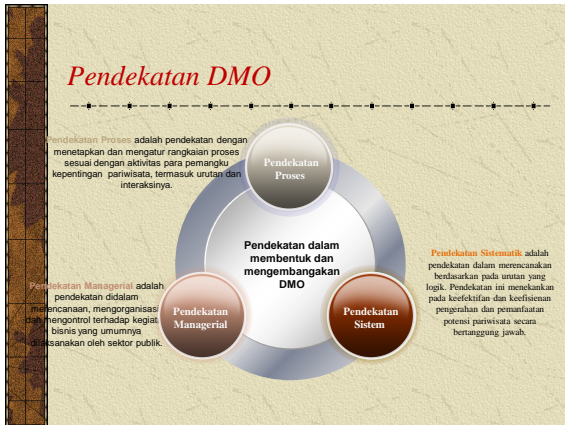 Pendekatan DMO
Pendekatan Proses adalah pendekatan dengan
menetapkan dan mengatur rangkaian proses
sesuai dengan aktivitas para pemangku
kepentingan pariwisata, termasuk urutan dan
interaksinya.
Pendekatan
Proses
Pendekatan dalam
membentuk dan
mengembagakan
DMO
Pendekatan Sistematik adalah
pendekatan dalam merencanakan
berdasarkan pada urutan yang
logik. Pendekatan ini menekankan
pada keefektifan dan keefisienan
pengerahan dan pemanfaatan
potensi pariwisata secara
bertanggung jawab.
Pendekatan Managerial adalah
pendekatan didalam
merencanaan, mengorganisasi
dan mengontrol terhadap kegiat
bisnis yang umumnya
dilaksanakan oleh sektor publik.
Pendekatan
Managerial
Pendekatan
Sistem